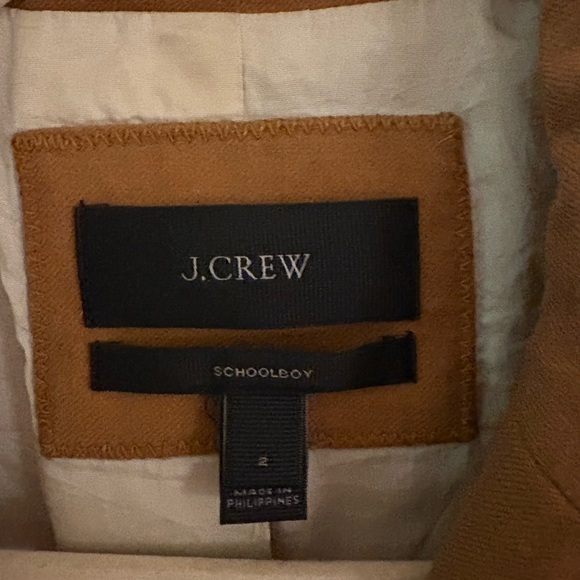 J.CREW
SCHOOLBOY
2
MADE IN
PHILIPPINES